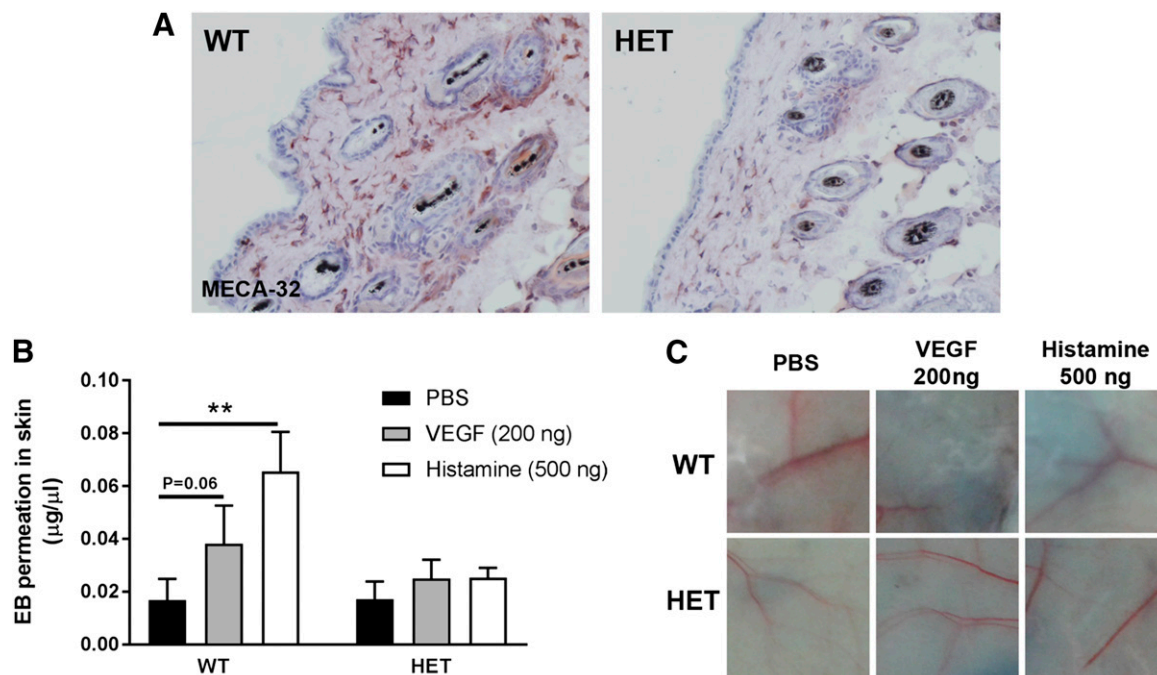 A
WT
HET
MECA-32
B
EB permeation in skin
(µg/µl)
0.10
0.08
0.06
0.04
0.02
0.00
**
P=0.06
PBS
VEGF (200 ng)
Histamine (500 ng)
WT
HET
C
PBS
VEGF
200ng
Histamine
500 ng
WT
HET